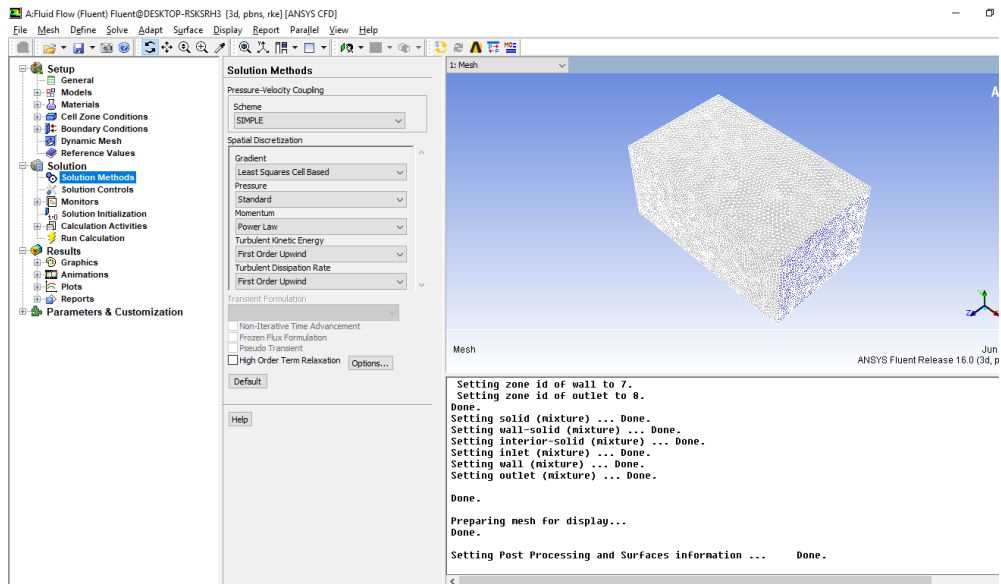 A:Fluid Flow (Fluent) Fluent@DESKTOP-RSKSRH3 [3d, pbns, rke] [ANSYS CFD]
File Mesh Define Solve Adapt Surface Display Report Parallel View Help
Setup
General
Models
Materials
Cell Zone Conditions
Boundary Conditions
Dynamic Mesh
Reference Values
Solution
Solution Methods
Solution Controls
Monitors
Solution Initialization
Calculation Activities
Run Calculation
Results
Graphics
Animations
Plots
Reports
Parameters & Customization
Solution Methods
Pressure-Velocity Coupling
Scheme
SIMPLE
Spatial Discretization
Gradient
Least Squares Cell Based
Pressure
Standard
Momentum
Power Law
Turbulent Kinetic Energy
First Order Upwind
Turbulent Dissipation Rate
First Order Upwind
Transient Formulation
Non-Iterative Time Advancement
Frozen Flux Formulation
Pseudo Transient
High Order Term Relaxation Options...
Default
Help
1: Mesh
A
Y
Z
Mesh
Jun
ANSYS Fluent Release 16.0 (3d, p
Setting zone id of wall to 7.
Setting zone id of outlet to 8.
Done.
Setting solid (mixture) ... Done.
Setting wall-solid (mixture) ... Done.
Setting interior-solid (mixture) ... Done.
Setting inlet (mixture) ... Done.
Setting wall (mixture) ... Done.
Setting outlet (mixture) ... Done.
Done.
Preparing mesh for display...
Done.
Setting Post Processing and Surfaces information ... Done.